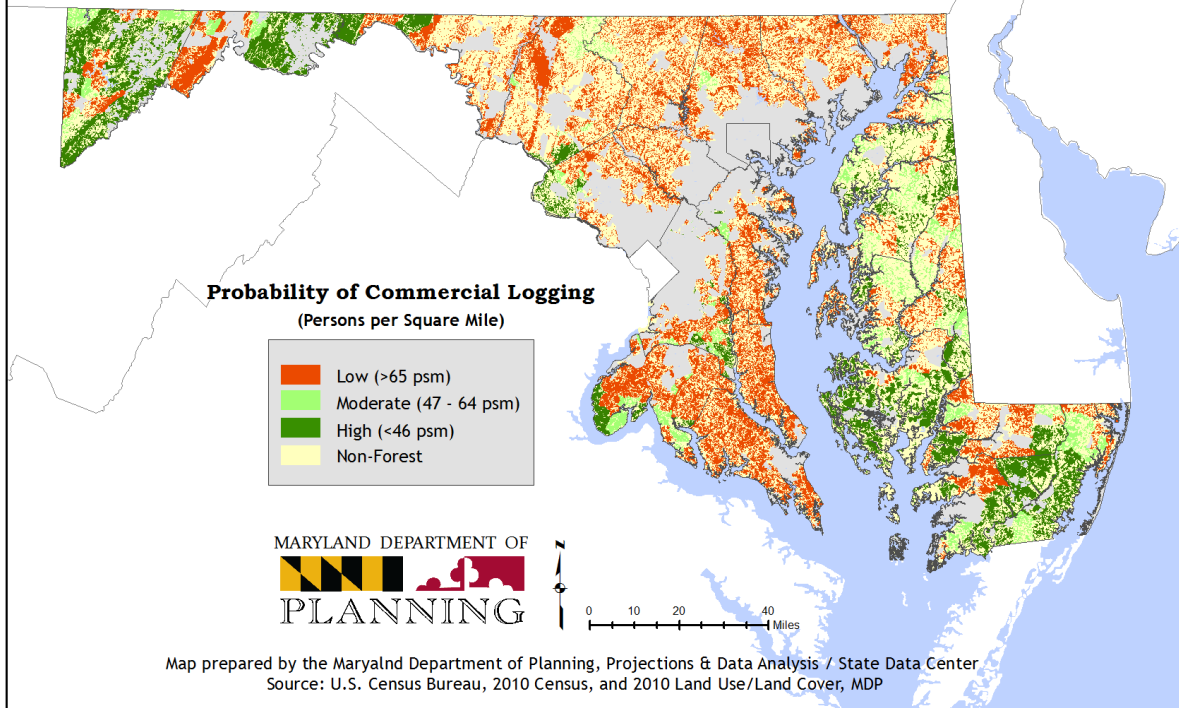 Probability of Commercial Logging
(Persons per Square Mile)
Low (>65 psm)
Moderate (47 - 64 psm)
High (<46 psm)
Non-Forest
MARYLAND DEPARTMENT OF
PLANNING
N
0 10 20 40
Miles
Map prepared by the Maryalnd Department of Planning, Projections & Data Analysis / State Data Center
Source: U.S. Census Bureau, 2010 Census, and 2010 Land Use/Land Cover, MDP